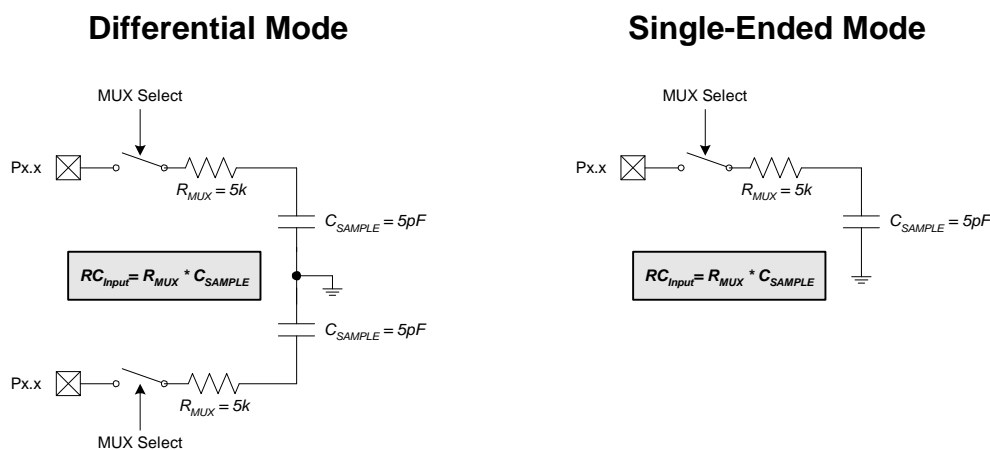 Differential Mode
MUX Select
Px.x
R_MUX = 5k
C_SAMPLE = 5pF
RC_Input = R_MUX * C_SAMPLE
C_SAMPLE = 5pF
Px.x
R_MUX = 5k
MUX Select
Single-Ended Mode
MUX Select
Px.x
R_MUX = 5k
C_SAMPLE = 5pF
RC_Input = R_MUX * C_SAMPLE